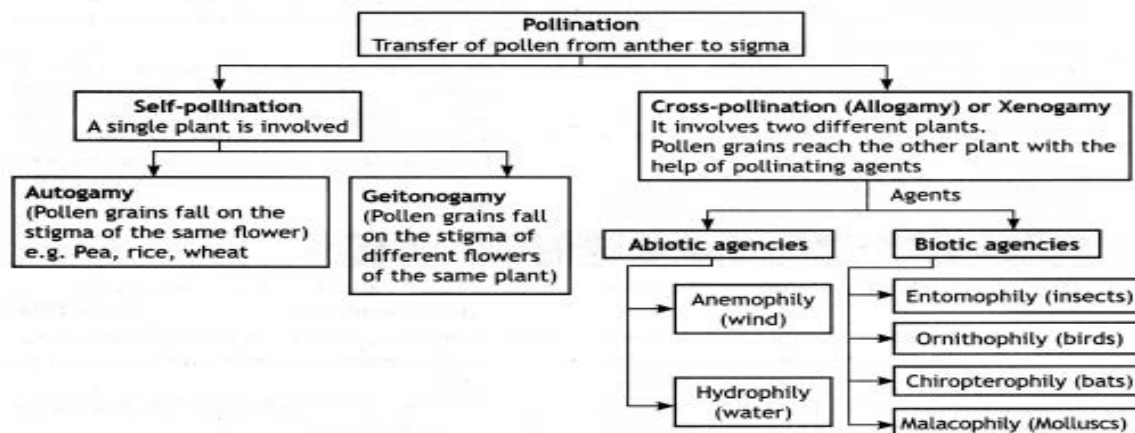 Pollination
Transfer of pollen from anther to sigma
Self-pollination
A single plant is involved
Cross-pollination (Allogamy) or Xenogamy
It involves two different plants.
Pollen grains reach the other plant with the
help of pollinating agents
Autogamy
(Pollen grains fall on the
stigma of the same flower)
e.g. Pea, rice, wheat
Geitonogamy
(Pollen grains fall
on the stigma of
different flowers
of the same plant)
Agents
Abiotic agencies
Biotic agencies
Anemophily
(wind)
Hydrophily
(water)
Entomophily (insects)
Ornithophily (birds)
Chiropterophily (bats)
Malacophily (Molluscs)